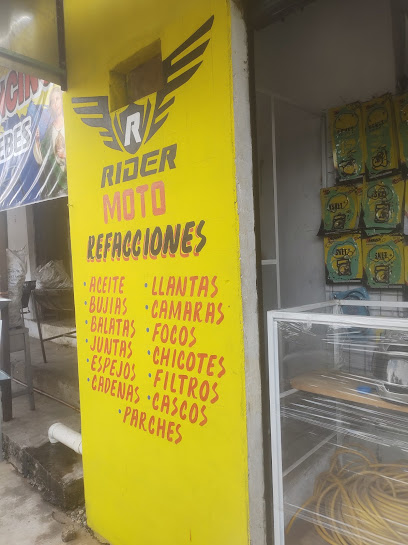 R
RIDER
MOTO
REFACCIONES
• ACEITE
• BUJIAS
• BALATAS
• JUNTAS
• ESPEJOS
• CADENAS
• LLANTAS
• CAMARAS
• FOCOS
• CHICOTES
• FILTROS
• CASCOS
• PARCHES